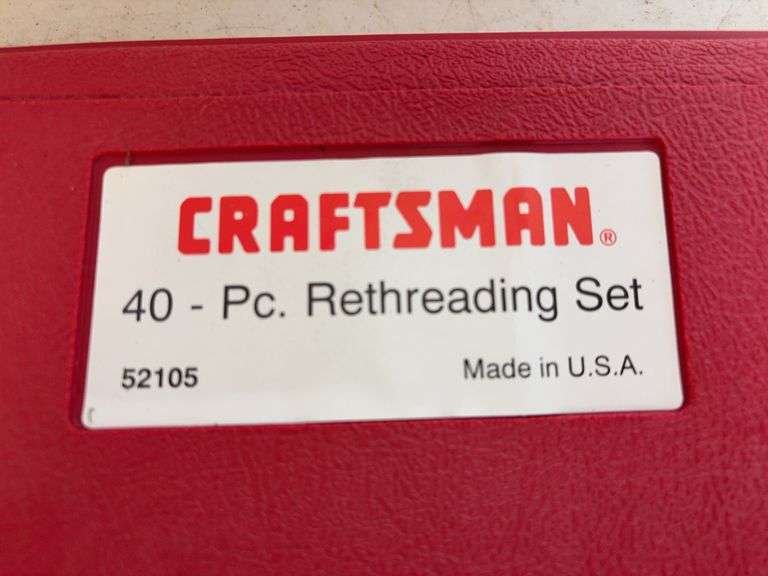 CRAFTSMAN®
40 - Pc. Rethreading Set
52105 Made in U.S.A.